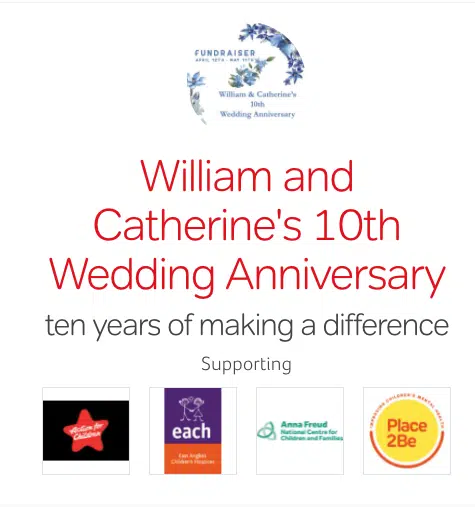 FUNDRAISER
APRIL 12TH - MAY 11TH
William & Catherine's
10th
Wedding Anniversary
William and
Catherine's 10th
Wedding Anniversary
ten years of making a difference
Supporting
Action for
Children
each
East Anglia's
Children's Hospices
Anna Freud
National Centre for
Children and Families
IMPROVING CHILDREN'S MENTAL HEALTH
Place
2Be